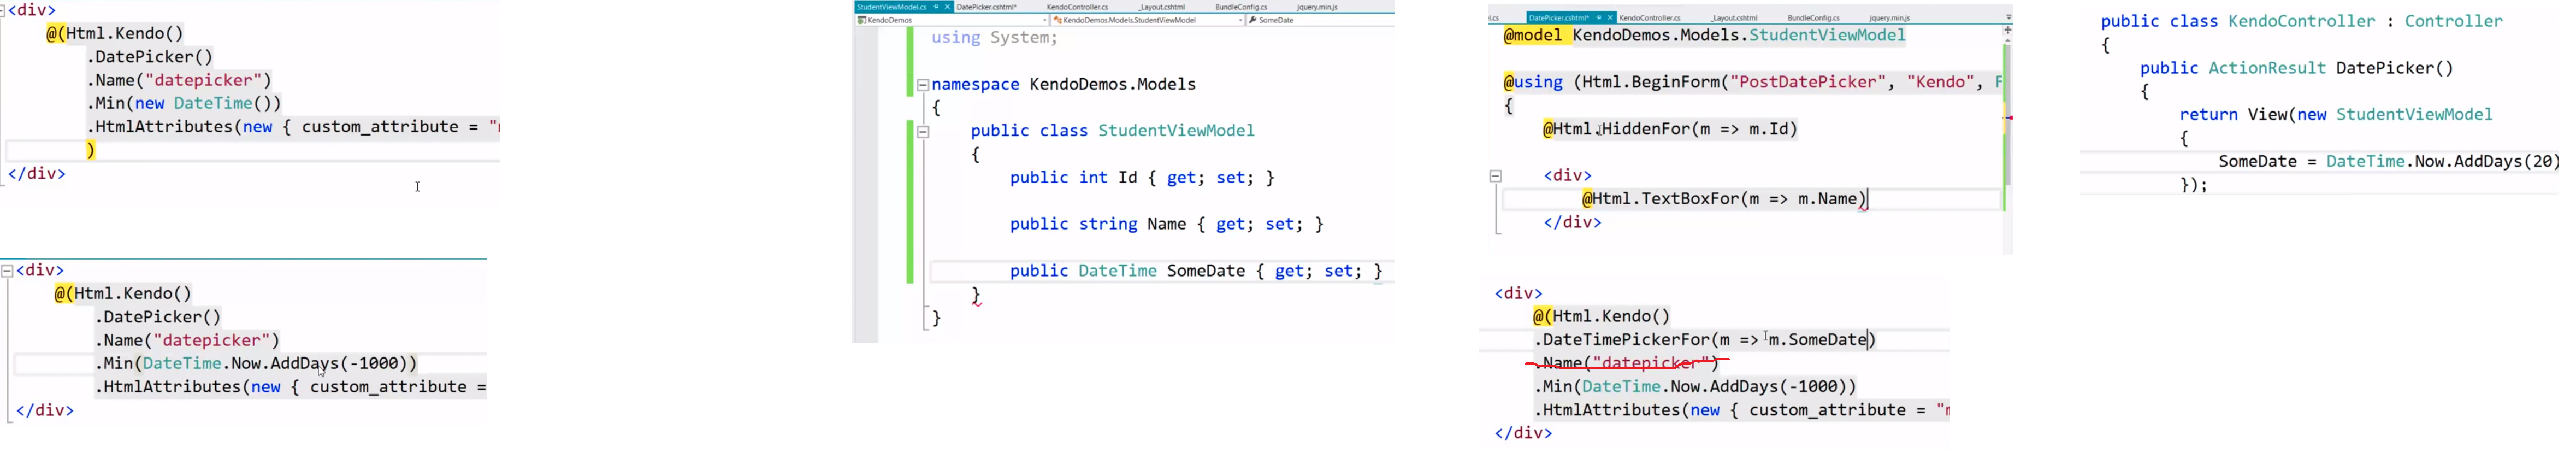 <div>
@(Html.Kendo()
.DatePicker()
.Name("datepicker")
.Min(new DateTime())
.HtmlAttributes(new { custom_attribute = "
)
</div>
<div>
@(Html.Kendo()
.DatePicker()
.Name("datepicker")
.Min(DateTime.Now.AddDays(-1000))
.HtmlAttributes(new { custom_attribute =
</div>
StudentViewModel.cs DatePicker.cshtml* KendoController.cs _Layout.cshtml BundleConfig.cs jquery.min.js
KendoDemos KendoDemos.Models.StudentViewModel SomeDate
using System;
namespace KendoDemos.Models
{
public class StudentViewModel
{
public int Id { get; set; }
public string Name { get; set; }
public DateTime SomeDate { get; set; }
}
}
l.cs DatePicker.cshtml* KendoController.cs _Layout.cshtml BundleConfig.cs jquery.min.js
@model KendoDemos.Models.StudentViewModel
@using (Html.BeginForm("PostDatePicker", "Kendo", F
{
@Html.HiddenFor(m => m.Id)
<div>
@Html.TextBoxFor(m => m.Name)
</div>
<div>
@(Html.Kendo()
.DateTimePickerFor(m => m.SomeDate)
.Name("datepicker")
.Min(DateTime.Now.AddDays(-1000))
.HtmlAttributes(new { custom_attribute = "
</div>
public class KendoController : Controller
{
public ActionResult DatePicker()
{
return View(new StudentViewModel
{
SomeDate = DateTime.Now.AddDays(20)
});